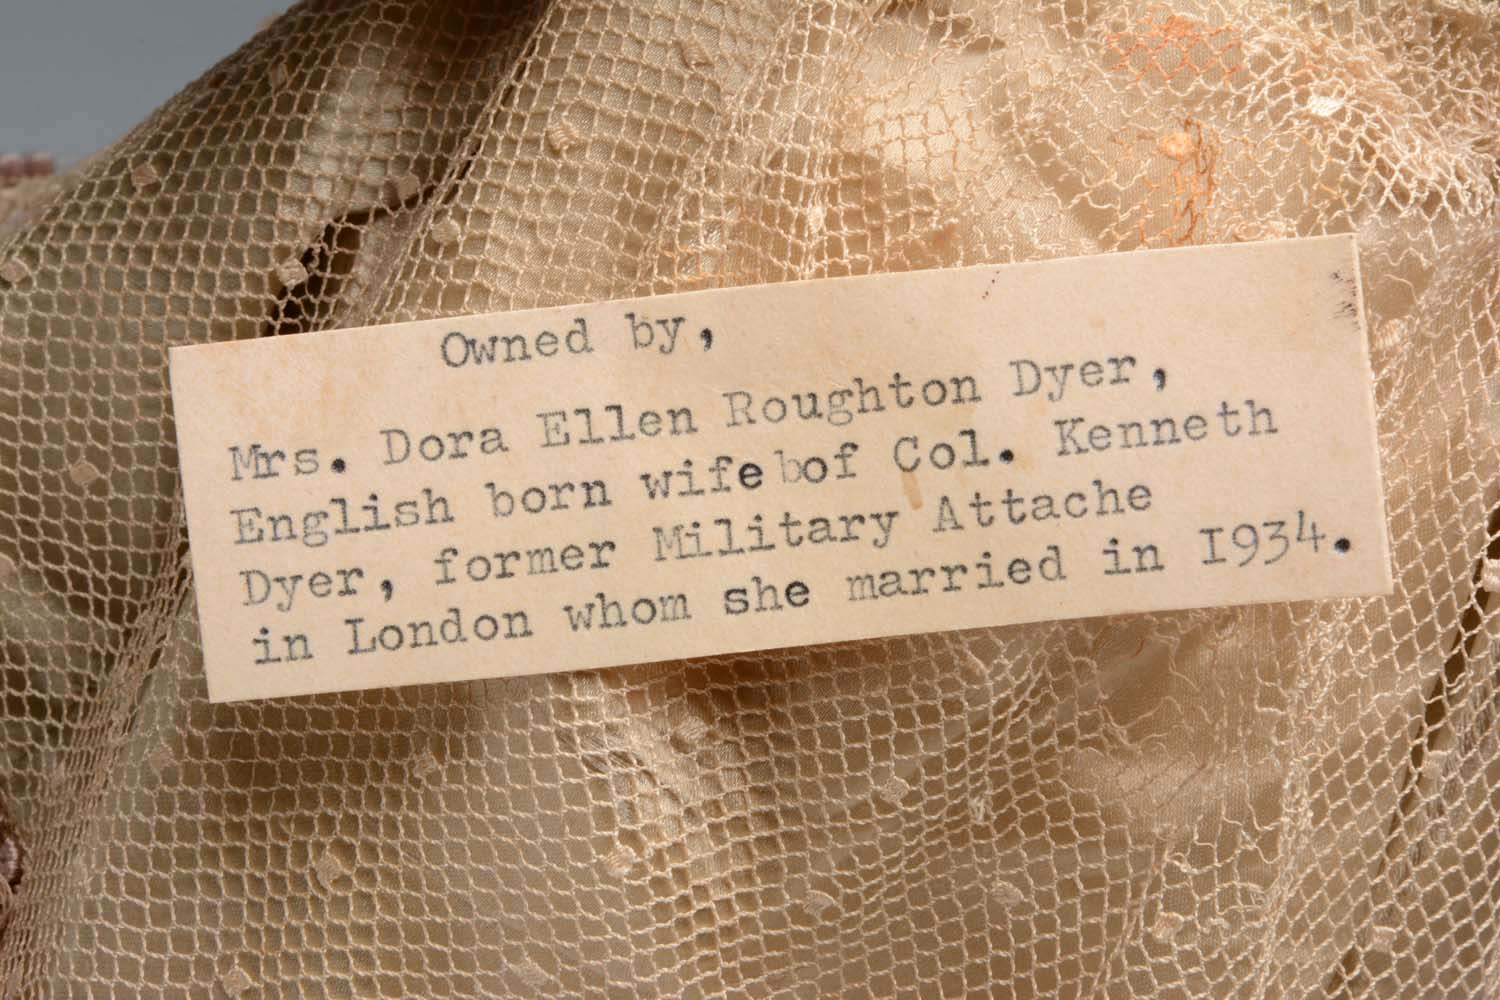 Owned by,
Mrs. Dora Ellen Roughton Dyer,
English born wife bof Col. Kenneth
Dyer, former Military Attache
in London whom she married in 1934.